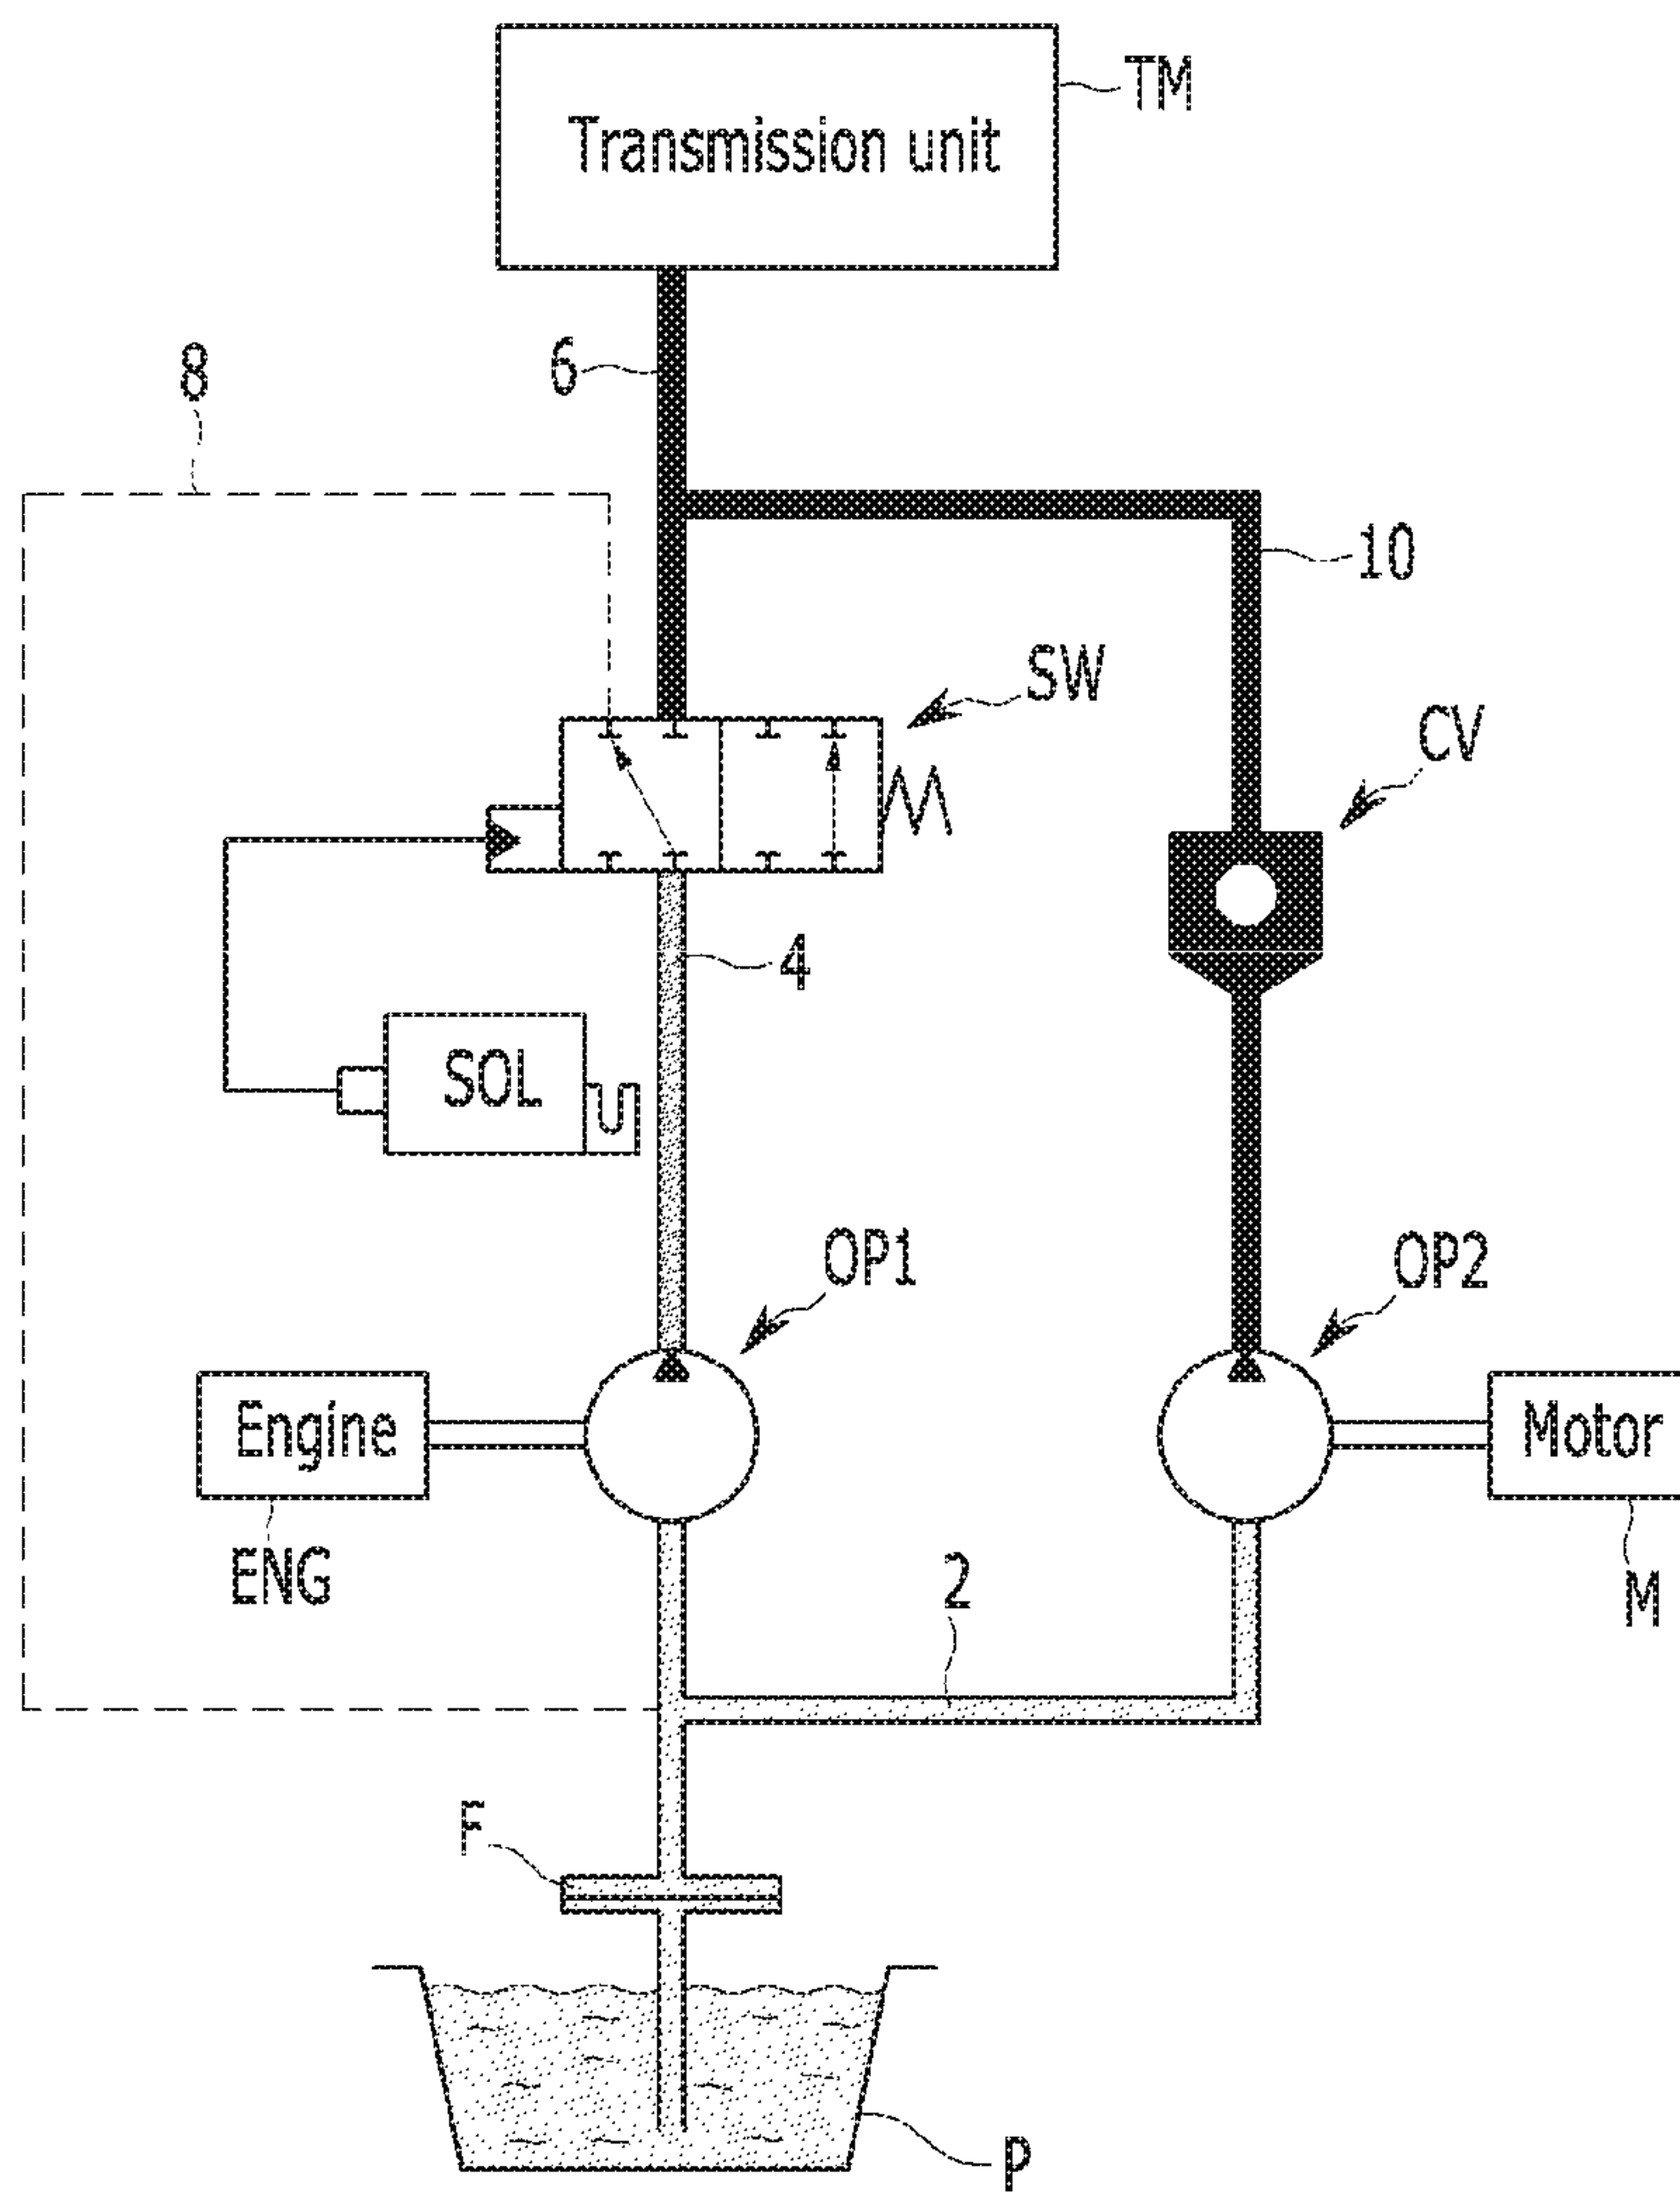 TM
Transmission unit
6
8
10
SW
CV
4
SOL
OP1
OP2
Engine
Motor
ENG
2
M
F
P